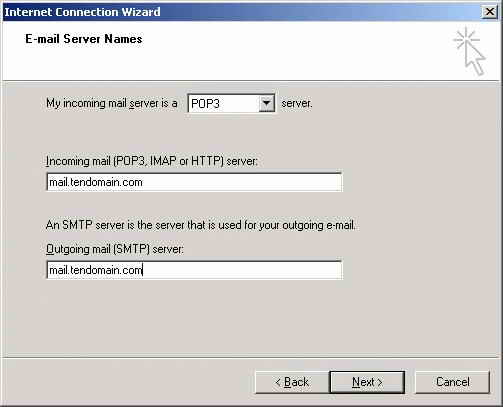 Internet Connection Wizard
E-mail Server Names
My incoming mail server is a POP3 server.
Incoming mail (POP3, IMAP or HTTP) server:
mail.tendomain.com
An SMTP server is the server that is used for your outgoing e-mail.
Outgoing mail (SMTP) server:
mail.tendomain.com
< Back Next > Cancel